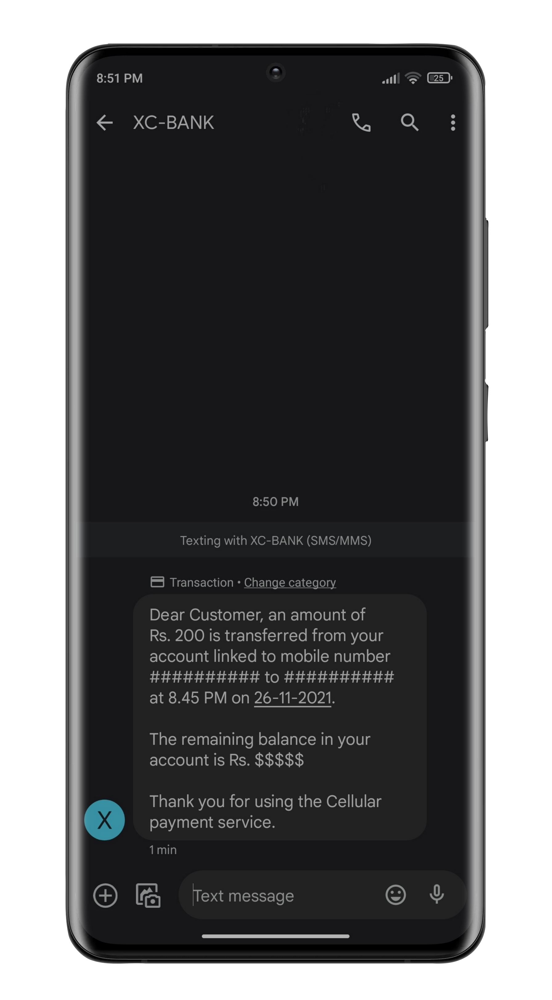 8:51 PM
25
XC-BANK
8:50 PM
Texting with XC-BANK (SMS/MMS)
Transaction • Change category
Dear Customer, an amount of
Rs. 200 is transferred from your
account linked to mobile number
########## to ##########
at 8.45 PM on 26-11-2021.
The remaining balance in your
account is Rs. $$$$$
Thank you for using the Cellular
payment service.
X
1 min
Text message